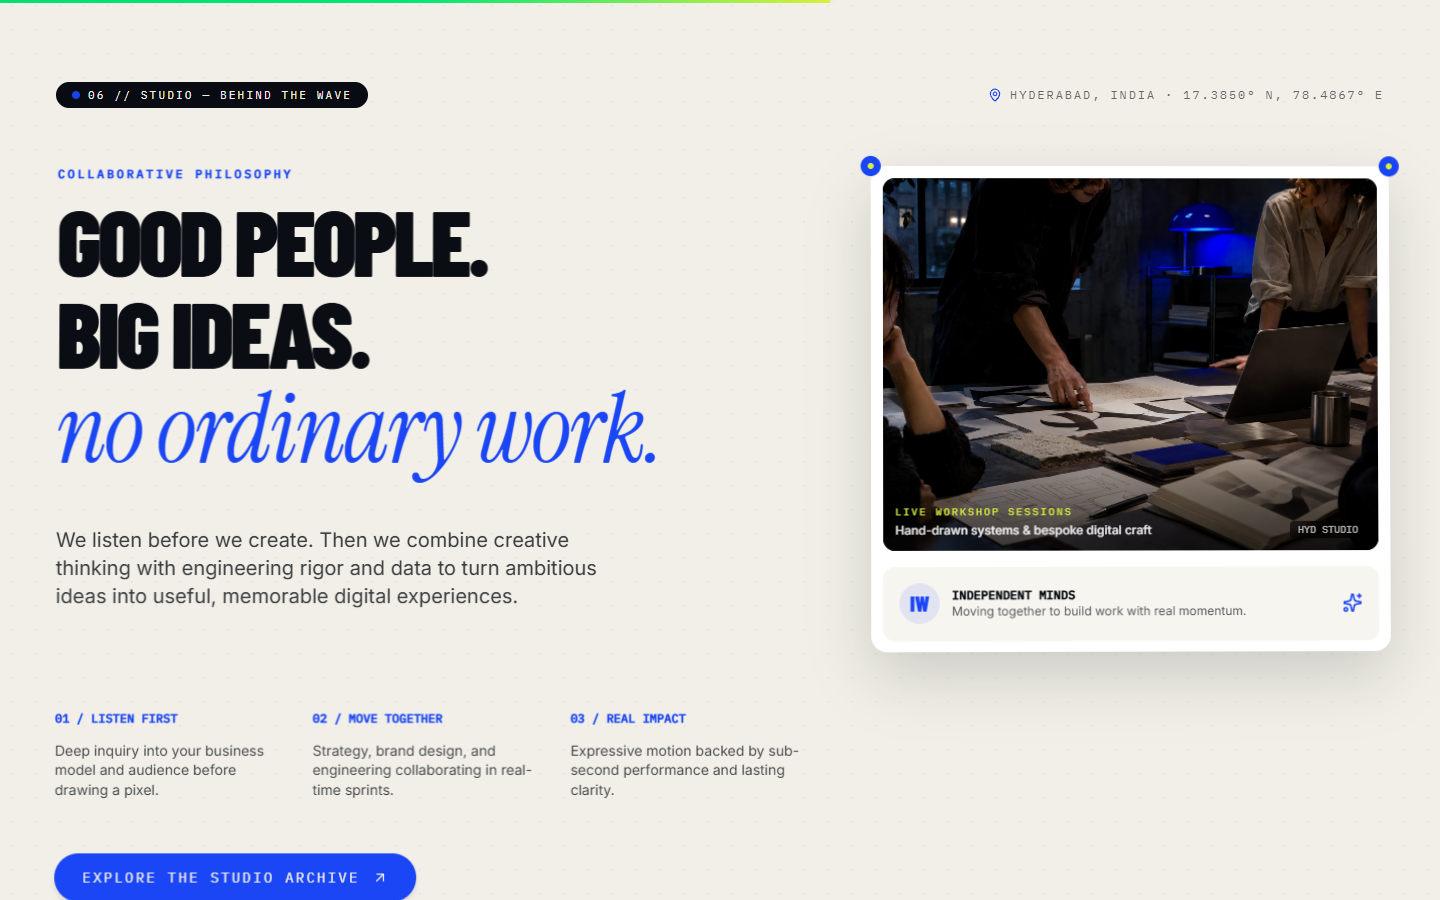 06 // STUDIO — BEHIND THE WAVE
HYDERABAD, INDIA · 17.3850° N, 78.4867° E
COLLABORATIVE PHILOSOPHY
GOOD PEOPLE.
BIG IDEAS.
no ordinary work.
We listen before we create. Then we combine creative
thinking with engineering rigor and data to turn ambitious
ideas into useful, memorable digital experiences.
LIVE WORKSHOP SESSIONS
Hand-drawn systems & bespoke digital craft
HYD STUDIO
IW
INDEPENDENT MINDS
Moving together to build work with real momentum.
01 / LISTEN FIRST
Deep inquiry into your business
model and audience before
drawing a pixel.
02 / MOVE TOGETHER
Strategy, brand design, and
engineering collaborating in real-
time sprints.
03 / REAL IMPACT
Expressive motion backed by sub-
second performance and lasting
clarity.
EXPLORE THE STUDIO ARCHIVE